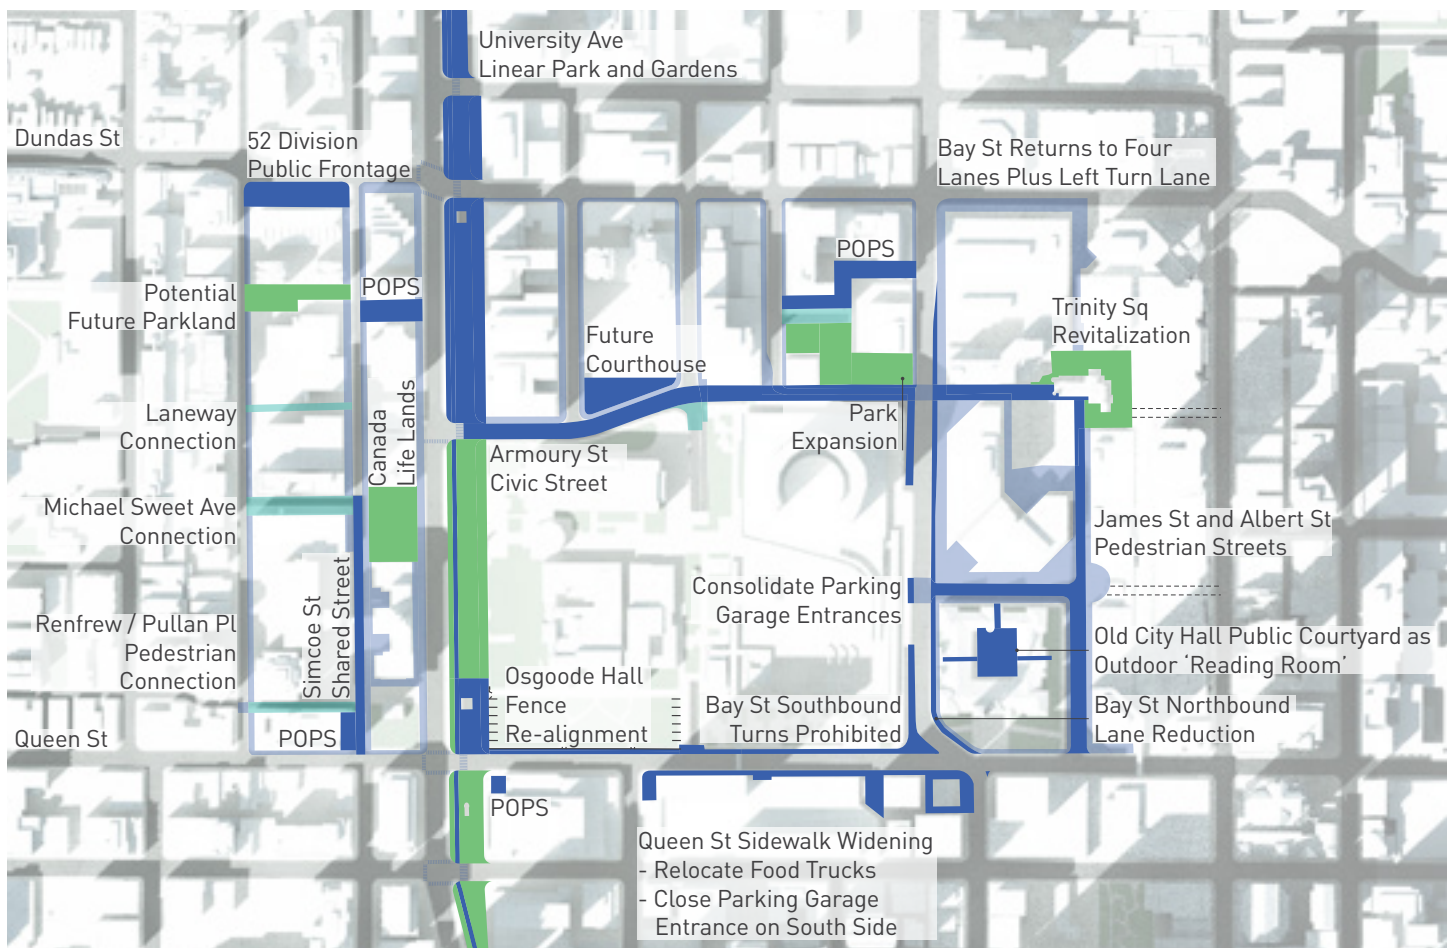 University Ave
Linear Park and Gardens
Dundas St
52 Division
Public Frontage
Bay St Returns to Four
Lanes Plus Left Turn Lane
POPS
POPS
Potential
Future Parkland
Trinity Sq
Revitalization
Future
Courthouse
Laneway
Connection
Canada
Life Lands
Park
Expansion
Armoury St
Civic Street
Michael Sweet Ave
Connection
James St and Albert St
Pedestrian Streets
Simcoe St
Shared Street
Consolidate Parking
Garage Entrances
Renfrew / Pullan Pl
Pedestrian
Connection
Old City Hall Public Courtyard as
Outdoor ‘Reading Room’
Osgoode Hall
Fence
Re-alignment
Bay St Southbound
Turns Prohibited
Bay St Northbound
Lane Reduction
Queen St
POPS
POPS
Queen St Sidewalk Widening
- Relocate Food Trucks
- Close Parking Garage
Entrance on South Side